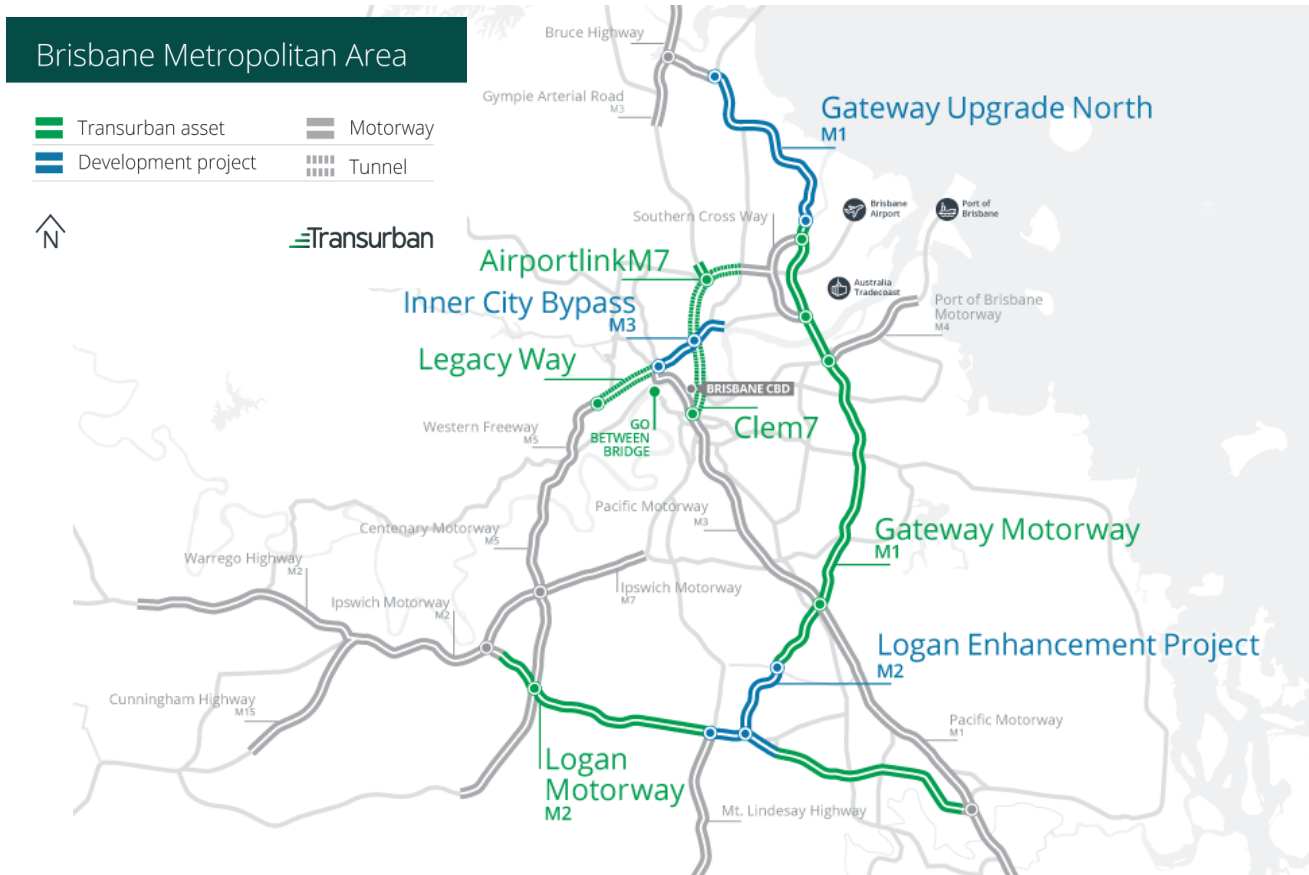 Brisbane Metropolitan Area
Transurban asset
Motorway
Development project
Tunnel
N
Transurban
Bruce Highway
Gympie Arterial Road
M3
Gateway Upgrade North
M1
Brisbane
Airport
Port of
Brisbane
Southern Cross Way
AirportlinkM7
Australia
Tradecoast
Inner City Bypass
M3
Port of Brisbane
Motorway
M4
Legacy Way
BRISBANE CBD
GO
BETWEEN
BRIDGE
Clem7
Western Freeway
M5
Pacific Motorway
M3
Centenary Motorway
M5
Gateway Motorway
M1
Warrego Highway
M2
Ipswich Motorway
M7
Ipswich Motorway
M2
Logan Enhancement Project
M2
Cunningham Highway
M15
Pacific Motorway
M1
Logan
Motorway
M2
Mt. Lindesay Highway